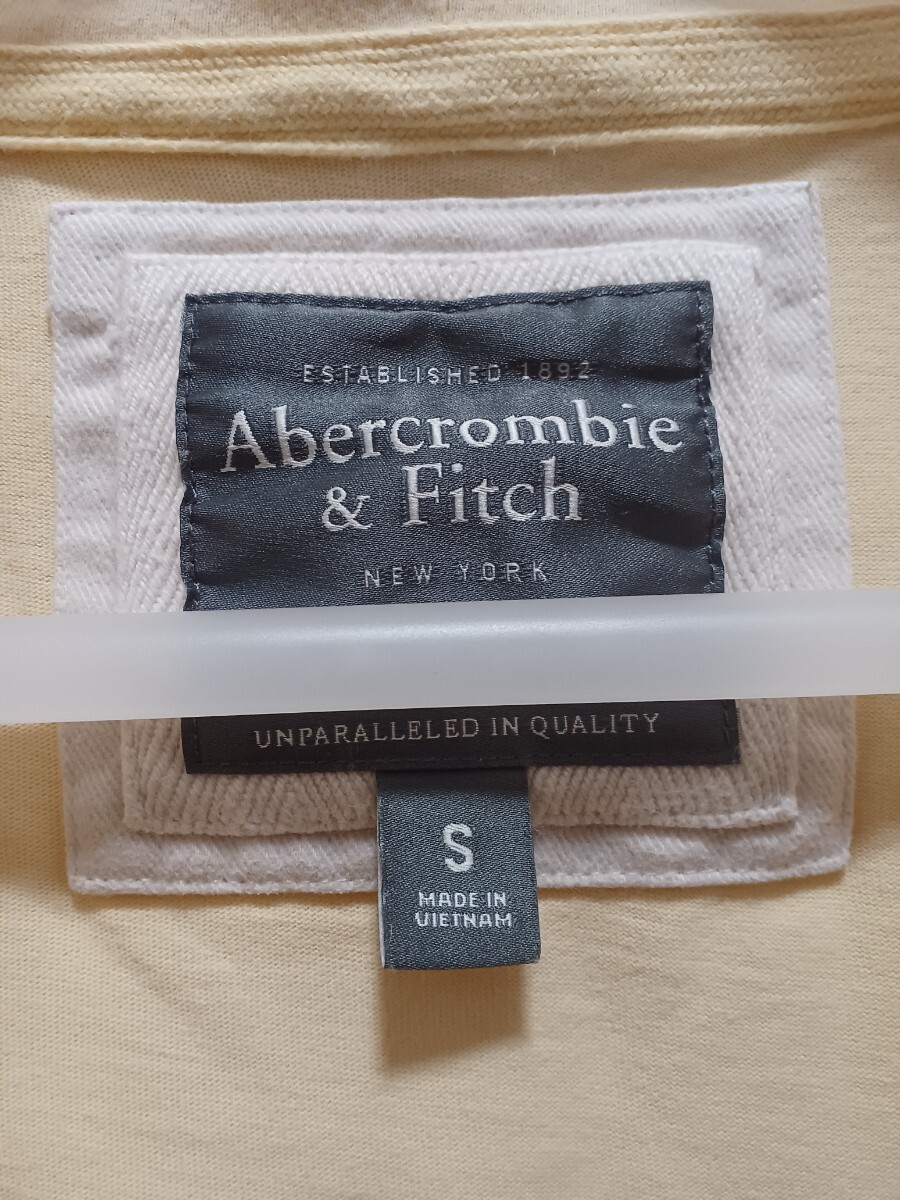 ESTABLISHED 1892
Abercrombie
& Fitch
NEW YORK
UNPARALLELED IN QUALITY
S
MADE IN
VIETNAM